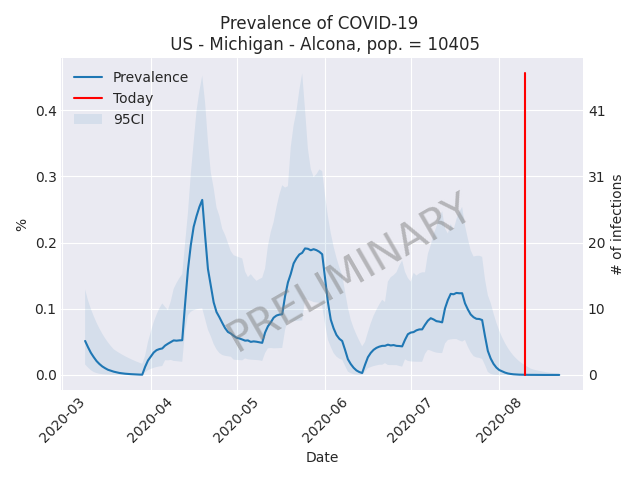 Prevalence of COVID-19
US - Michigan - Alcona, pop. = 10405
Prevalence
Today
95CI
0.4
0.3
0.2
0.1
0.0
%
41
31
20
10
0
# of infections
PRELIMINARY
2020-03
2020-04
2020-05
2020-06
2020-07
2020-08
Date